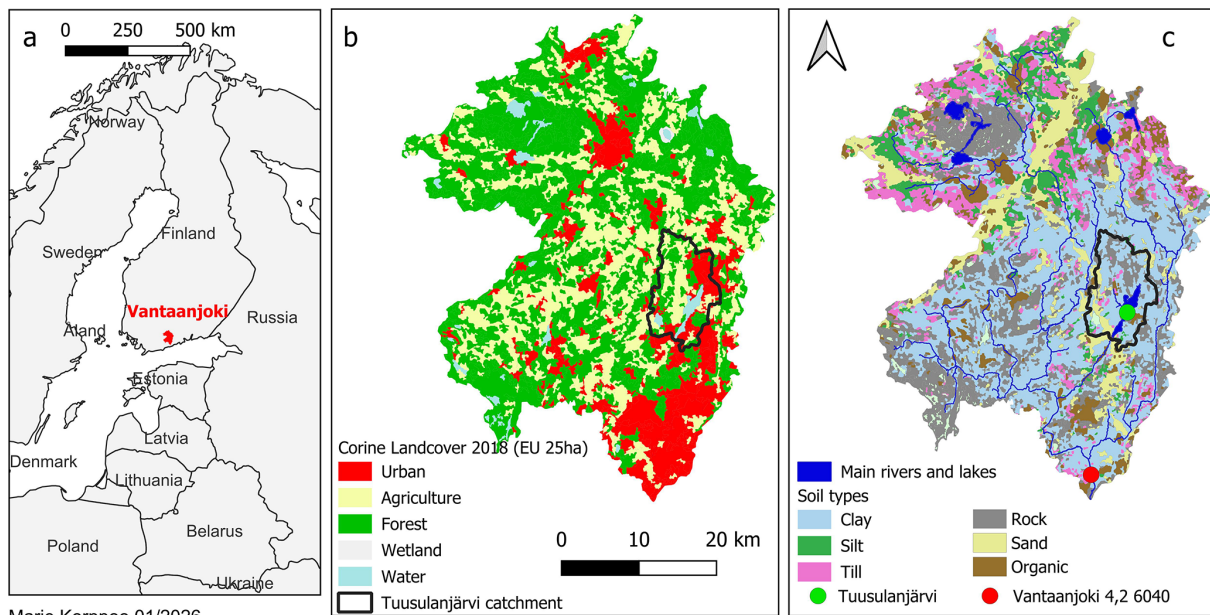 a
0 250 500 km
Norway
Finland
Sweden
Vantaanjoki
Russia
Åland
Estonia
Latvia
Denmark
Lithuania
Belarus
Poland
Ukraine
b
Corine Landcover 2018 (EU 25ha)
Urban
Agriculture
Forest
Wetland
Water
Tuusulanjärvi catchment
0 10 20 km
c
Main rivers and lakes
Soil types
Clay
Rock
Silt
Sand
Till
Organic
Tuusulanjärvi
Vantaanjoki 4,2 6040
01/2026